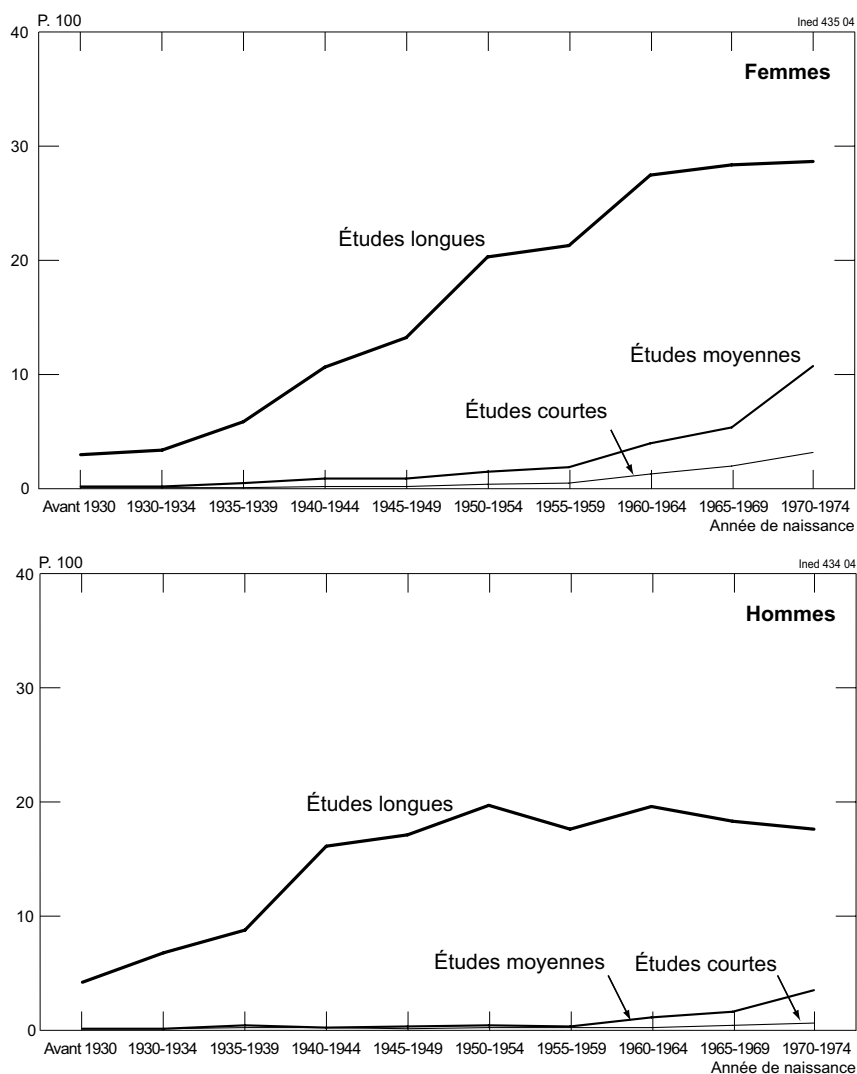 P. 100
Ined 435 04
40
Femmes
30
Études longues
20
Études moyennes
10
Études courtes
0
Avant 1930 1930-1934 1935-1939 1940-1944 1945-1949 1950-1954 1955-1959 1960-1964 1965-1969 1970-1974
Année de naissance
P. 100
Ined 434 04
40
Hommes
30
20
Études longues
10
Études moyennes
Études courtes
0
Avant 1930 1930-1934 1935-1939 1940-1944 1945-1949 1950-1954 1955-1959 1960-1964 1965-1969 1970-1974
Année de naissance